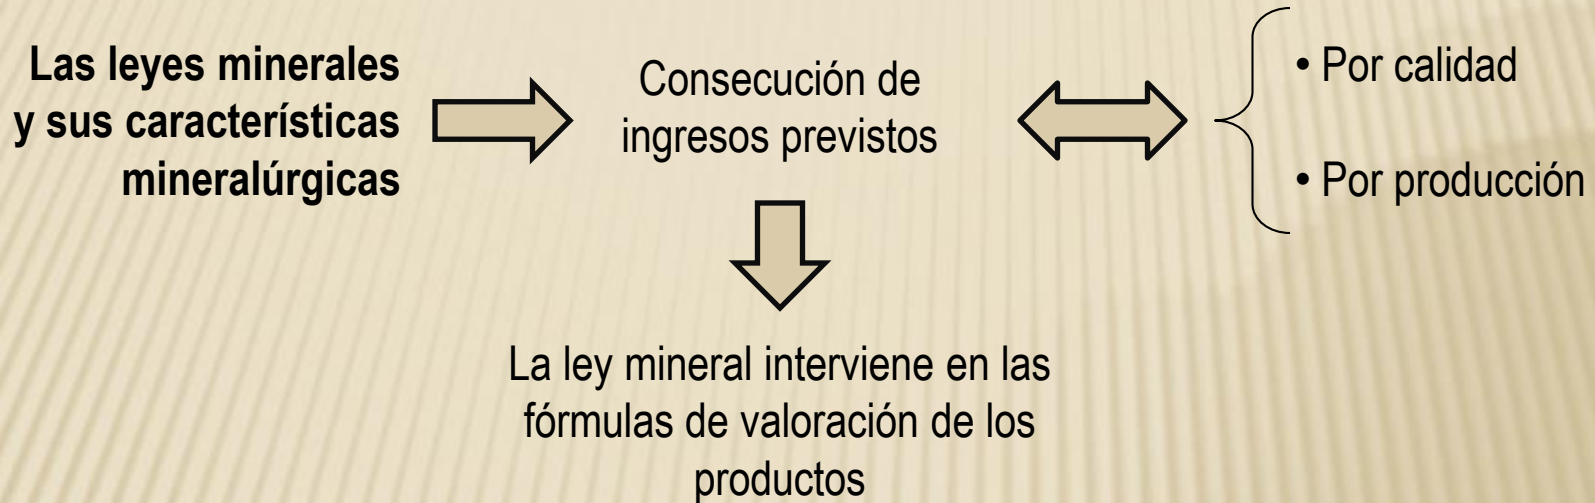 Las leyes minerales
y sus características
mineralúrgicas
Consecución de
ingresos previstos
• Por calidad
• Por producción
La ley mineral interviene en las
fórmulas de valoración de los
productos